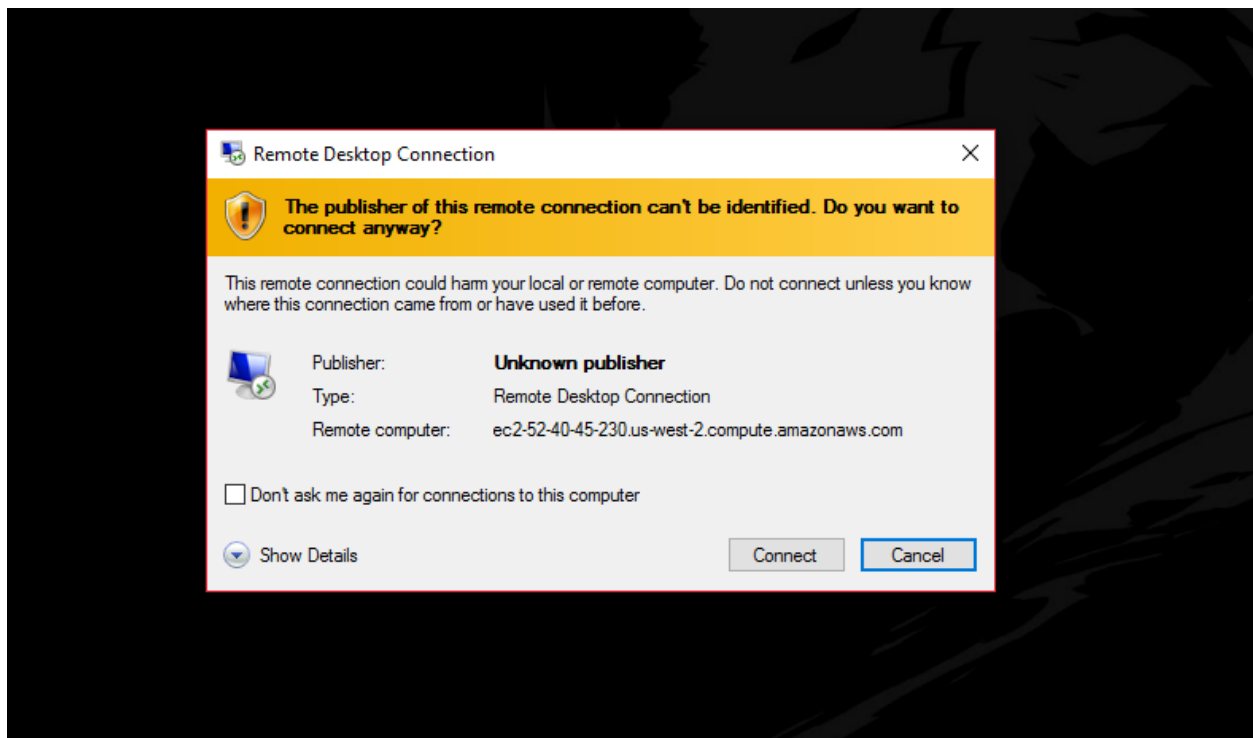 Remote Desktop Connection
The publisher of this remote connection can't be identified. Do you want to
connect anyway?
This remote connection could harm your local or remote computer. Do not connect unless you know
where this connection came from or have used it before.
Publisher: Unknown publisher
Type: Remote Desktop Connection
Remote computer: ec2-52-40-45-230.us-west-2.compute.amazonaws.com
Don't ask me again for connections to this computer
Show Details Connect Cancel